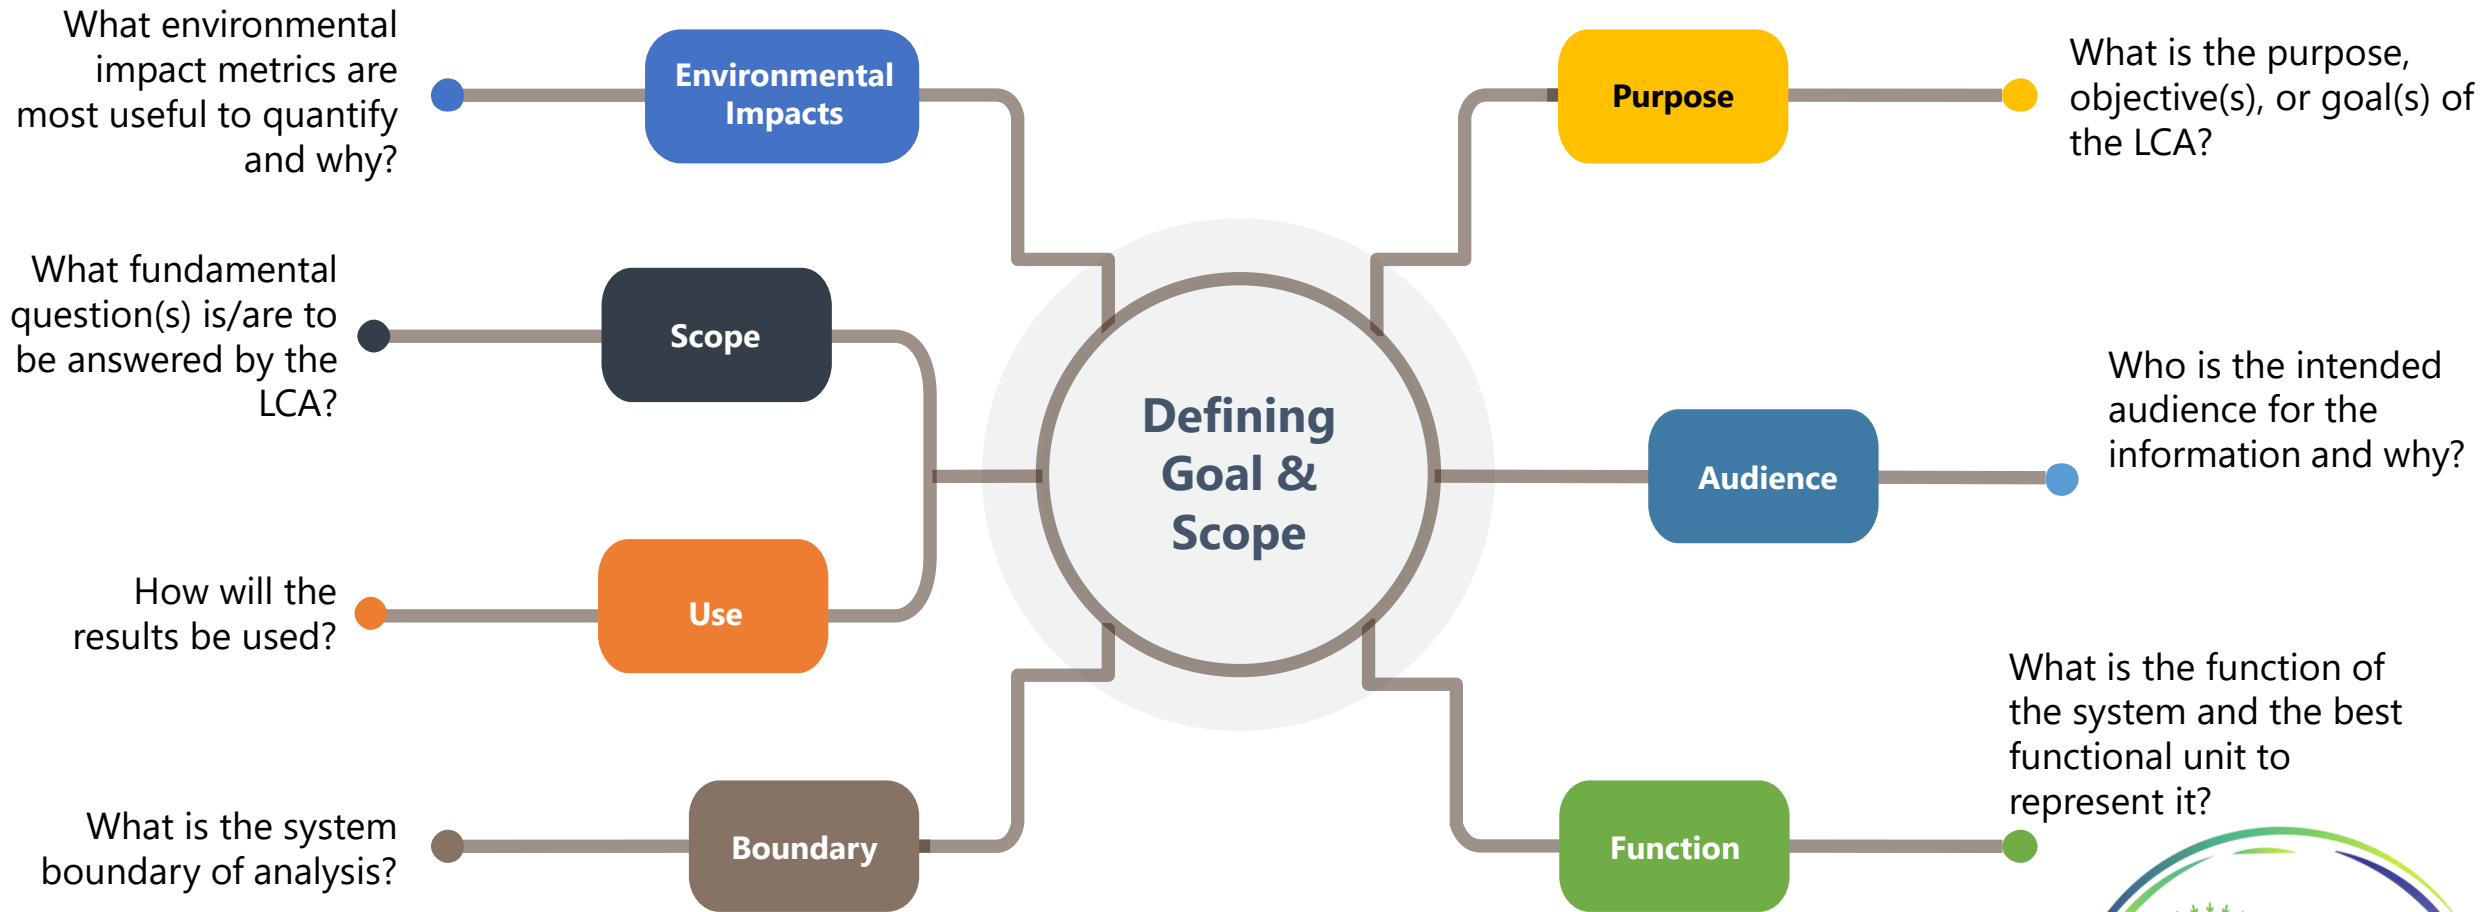 What environmental
impact metrics are
most useful to quantify
and why?
Environmental
Impacts
Purpose
What is the purpose,
objective(s), or goal(s) of
the LCA?
What fundamental
question(s) is/are to
be answered by the
LCA?
Scope
Defining
Goal &
Scope
Audience
Who is the intended
audience for the
information and why?
How will the
results be used?
Use
What is the system
boundary of analysis?
Boundary
Function
What is the function of
the system and the best
functional unit to
represent it?